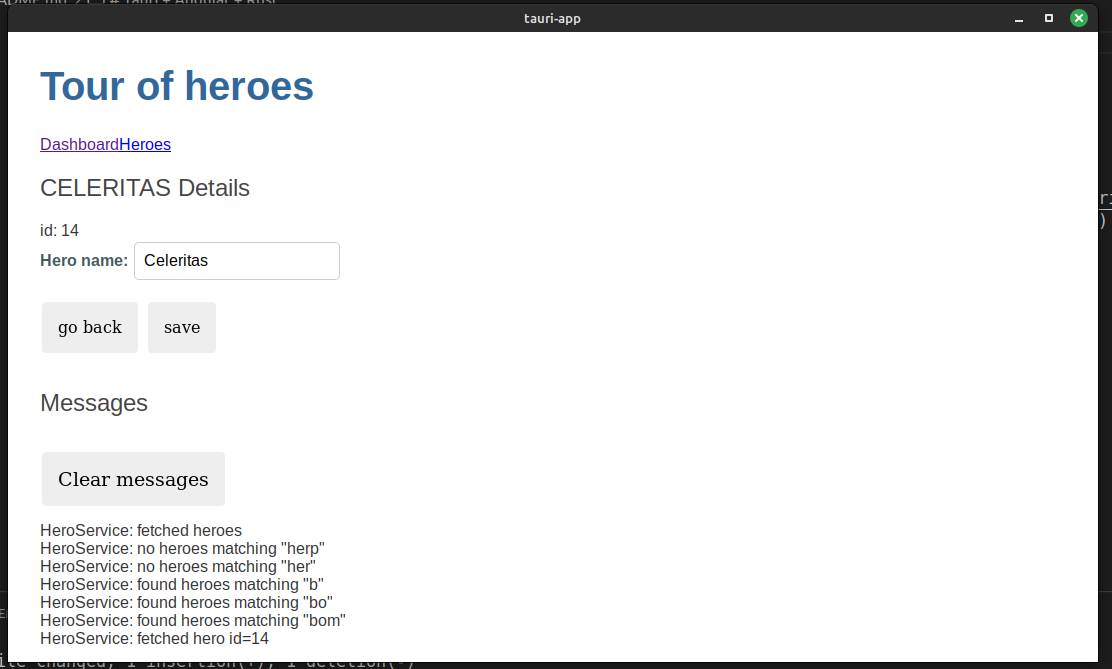 tauri-app
Tour of heroes
DashboardHeroes
CELERITAS Details
id: 14
Hero name: Celeritas
go back save
Messages
Clear messages
HeroService: fetched heroes
HeroService: no heroes matching "herp"
HeroService: no heroes matching "her"
HeroService: found heroes matching "b"
HeroService: found heroes matching "bo"
HeroService: found heroes matching "bom"
HeroService: fetched hero id=14